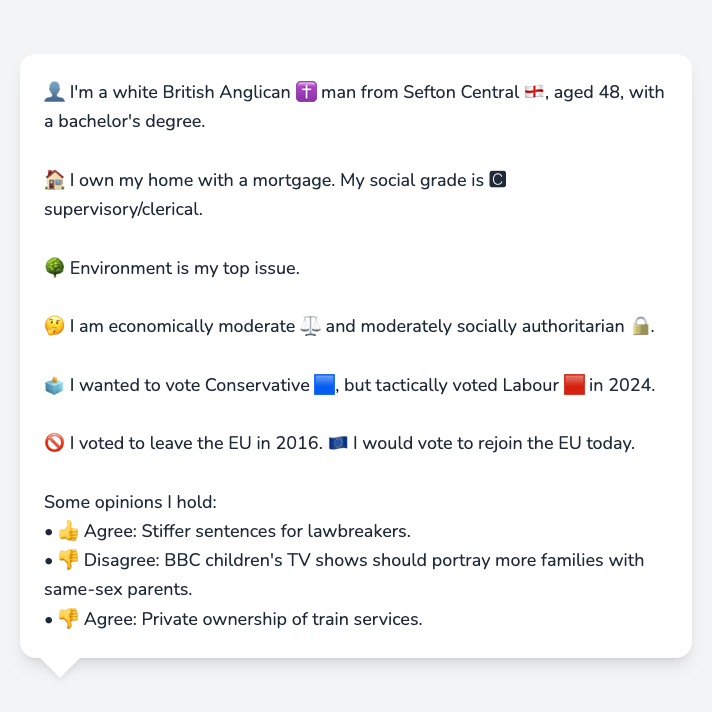 👤 I'm a white British Anglican ✝️ man from Sefton Central 🏴󠁧󠁢󠁥󠁮󠁧󠁿, aged 48, with
a bachelor's degree.
🏠 I own my home with a mortgage. My social grade is 🅲
supervisory/clerical.
🌳 Environment is my top issue.
🤔 I am economically moderate ⚖️ and moderately socially authoritarian 🔒.
🗳️ I wanted to vote Conservative 🟦, but tactically voted Labour 🟥 in 2024.
🚫 I voted to leave the EU in 2016. 🇪🇺 I would vote to rejoin the EU today.
Some opinions I hold:
• 👍 Agree: Stiffer sentences for lawbreakers.
• 👎 Disagree: BBC children's TV shows should portray more families with
same-sex parents.
• 👎 Agree: Private ownership of train services.